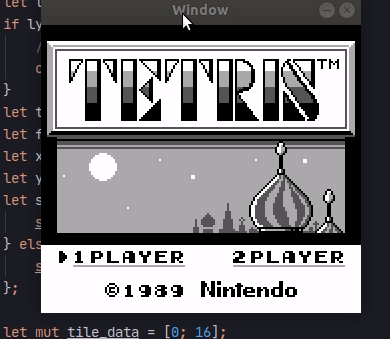 Window
TETRIS™
1PLAYER 2PLAYER
©1989 Nintendo
let
if ly
}
let t
let f
let x
let y
let s
} els
};
let mut tile_data = [0; 16];